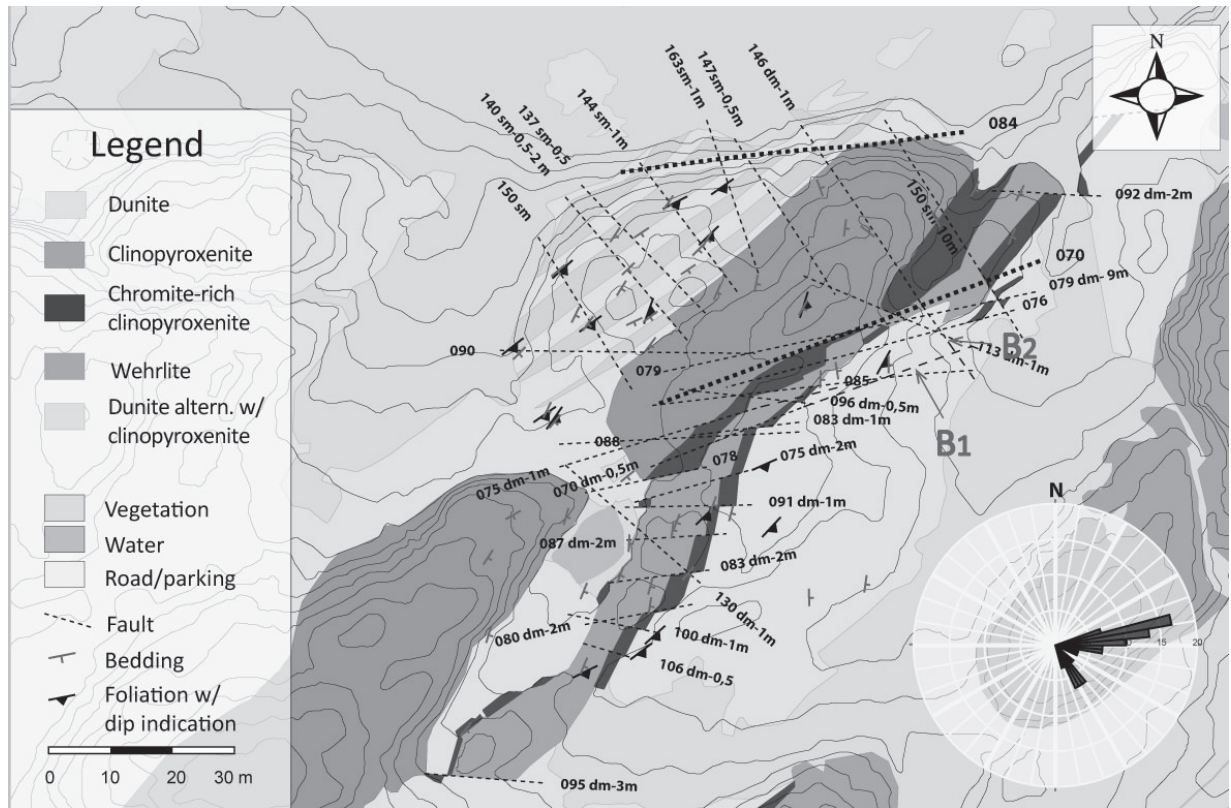 Legend
Dunite
Clinopyroxenite
Chromite-rich
clinopyroxenite
Wehrlite
Dunite altern. w/
clinopyroxenite
Vegetation
Water
Road/parking
Fault
Bedding
Foliation w/
dip indication
0 10 20 30 m
N
150 sm
140 sm-0,5-2 m
137 sm-0,5
144 sm-1m
163sm-1m
147sm-0,5m
146 dm-1m
084
150 sm-10m
092 dm-2m
070
079 dm- 9m
076
B2
113 dm-1m
090
079
085
096 dm-0,5m
083 dm-1m
B1
088
078
075 dm-2m
075 dm-1m
070 dm-0,5m
091 dm-1m
087 dm-2m
083 dm-2m
130 dm-1m
080 dm-2m
100 dm-1m
106 dm-0,5
095 dm-3m
N
5 10 15 20